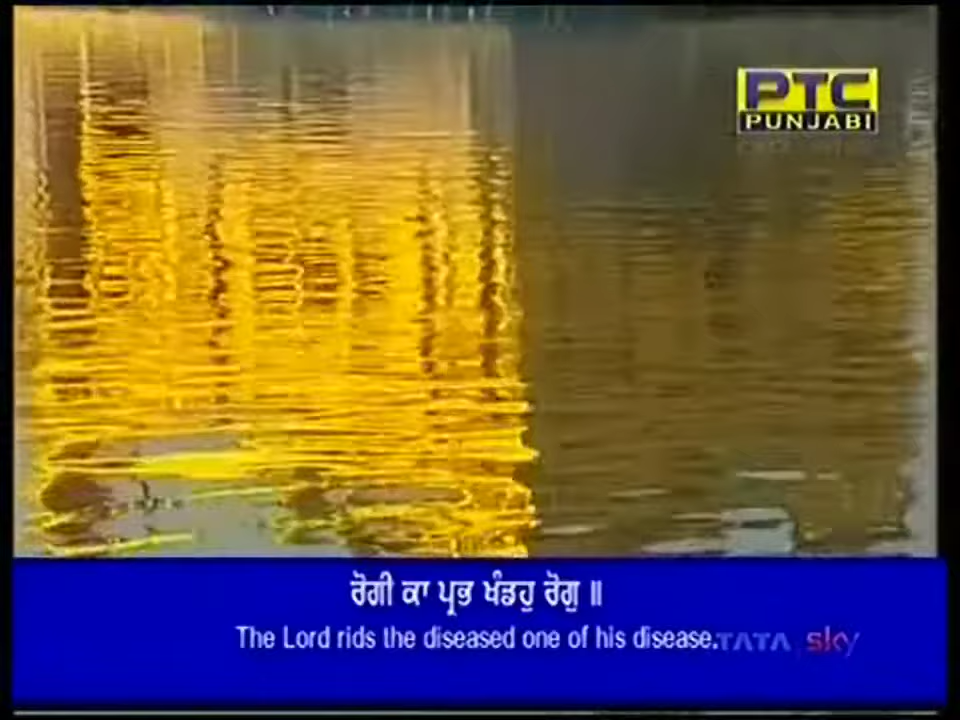 PTC
PUNJABI
ਰੋਗੀ ਕਾ ਪ੍ਰਭ ਖੰਡਹੁ ਰੋਗੁ ॥
The Lord rids the diseased one of his disease.
TATA sky